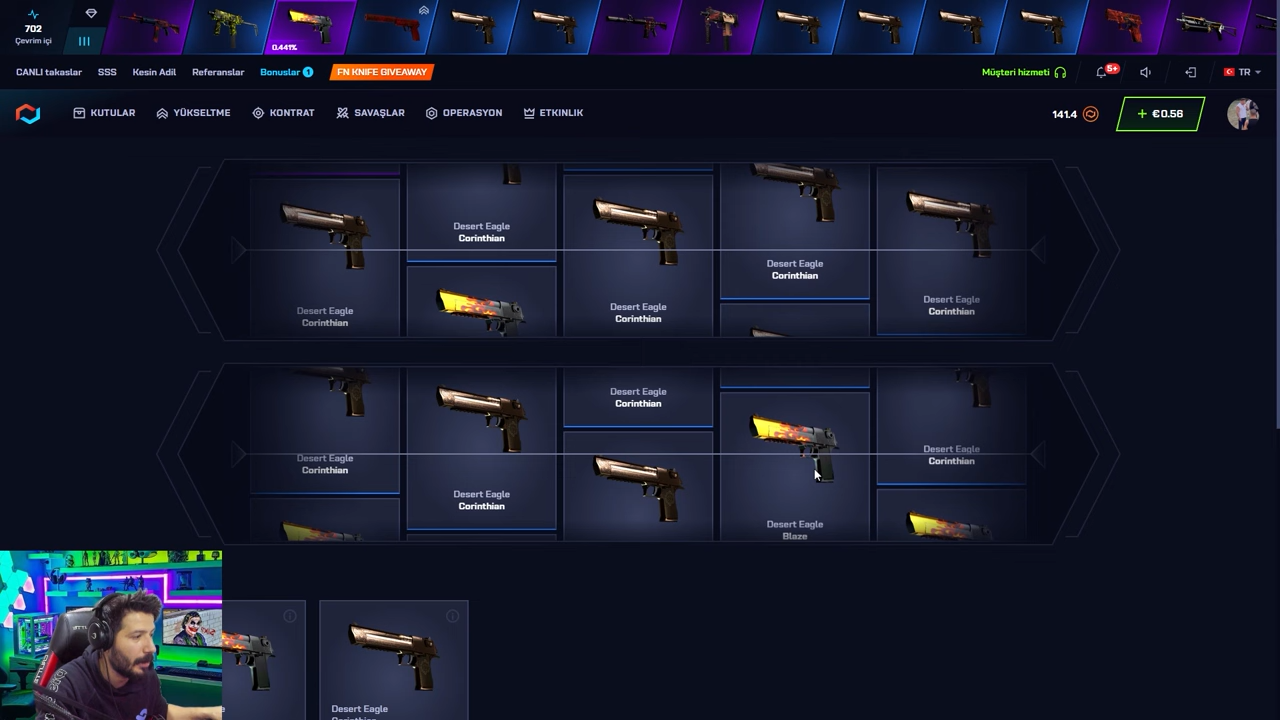 702
Çevrim içi
0.441%
CANLI takaslar
SSS
Kesin Adil
Referanslar
Bonuslar 1
FN KNIFE GIVEAWAY
Müşteri hizmeti
5+
TR
KUTULAR
YÜKSELTME
KONTRAT
SAVAŞLAR
OPERASYON
ETKINLIK
141.4
+ €0.56
Desert Eagle
Corinthian
Desert Eagle
Corinthian
Desert Eagle
Corinthian
Desert Eagle
Corinthian
Desert Eagle
Corinthian
Desert Eagle
Corinthian
Desert Eagle
Corinthian
Desert Eagle
Corinthian
Desert Eagle
Blaze
Desert Eagle
Corinthian
Desert Eagle
Corinthian